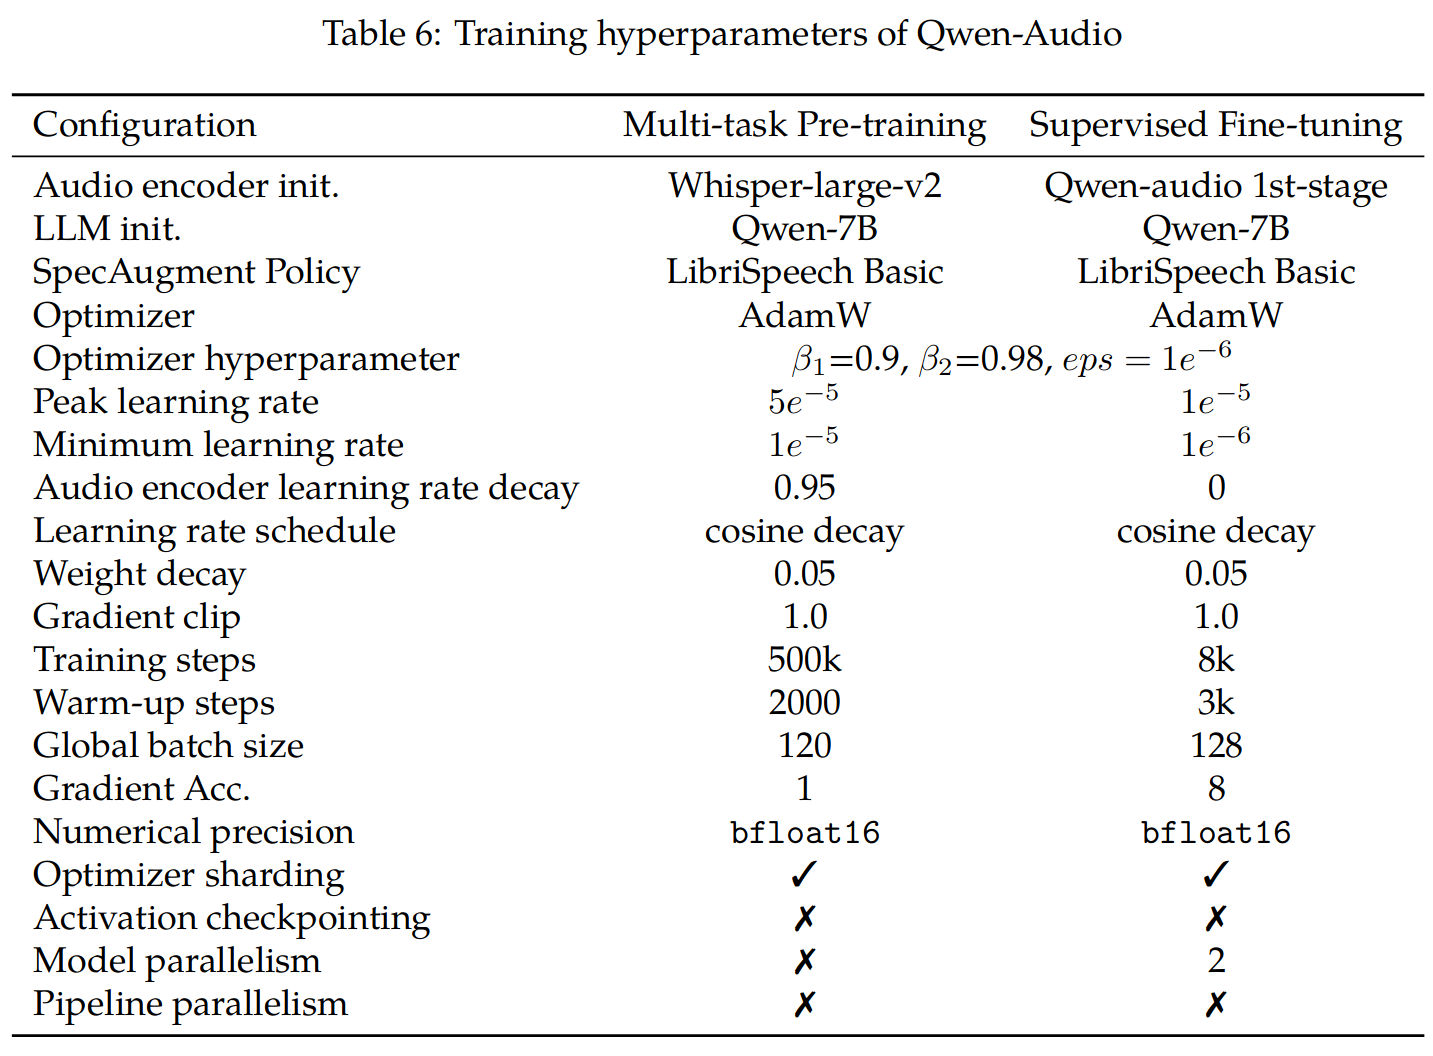 Table 6: Training hyperparameters of Qwen-Audio
Configuration Multi-task Pre-training Supervised Fine-tuning
Audio encoder init. Whisper-large-v2 Qwen-audio 1st-stage
LLM init. Qwen-7B Qwen-7B
SpecAugment Policy LibriSpeech Basic LibriSpeech Basic
Optimizer AdamW AdamW
Optimizer hyperparameter β₁=0.9, β₂=0.98, eps = 1e⁻⁶
Peak learning rate 5e⁻⁵ 1e⁻⁵
Minimum learning rate 1e⁻⁵ 1e⁻⁶
Audio encoder learning rate decay 0.95 0
Learning rate schedule cosine decay cosine decay
Weight decay 0.05 0.05
Gradient clip 1.0 1.0
Training steps 500k 8k
Warm-up steps 2000 3k
Global batch size 120 128
Gradient Acc. 1 8
Numerical precision bfloat16 bfloat16
Optimizer sharding ✓ ✓
Activation checkpointing ✗ ✗
Model parallelism ✗ 2
Pipeline parallelism ✗ ✗